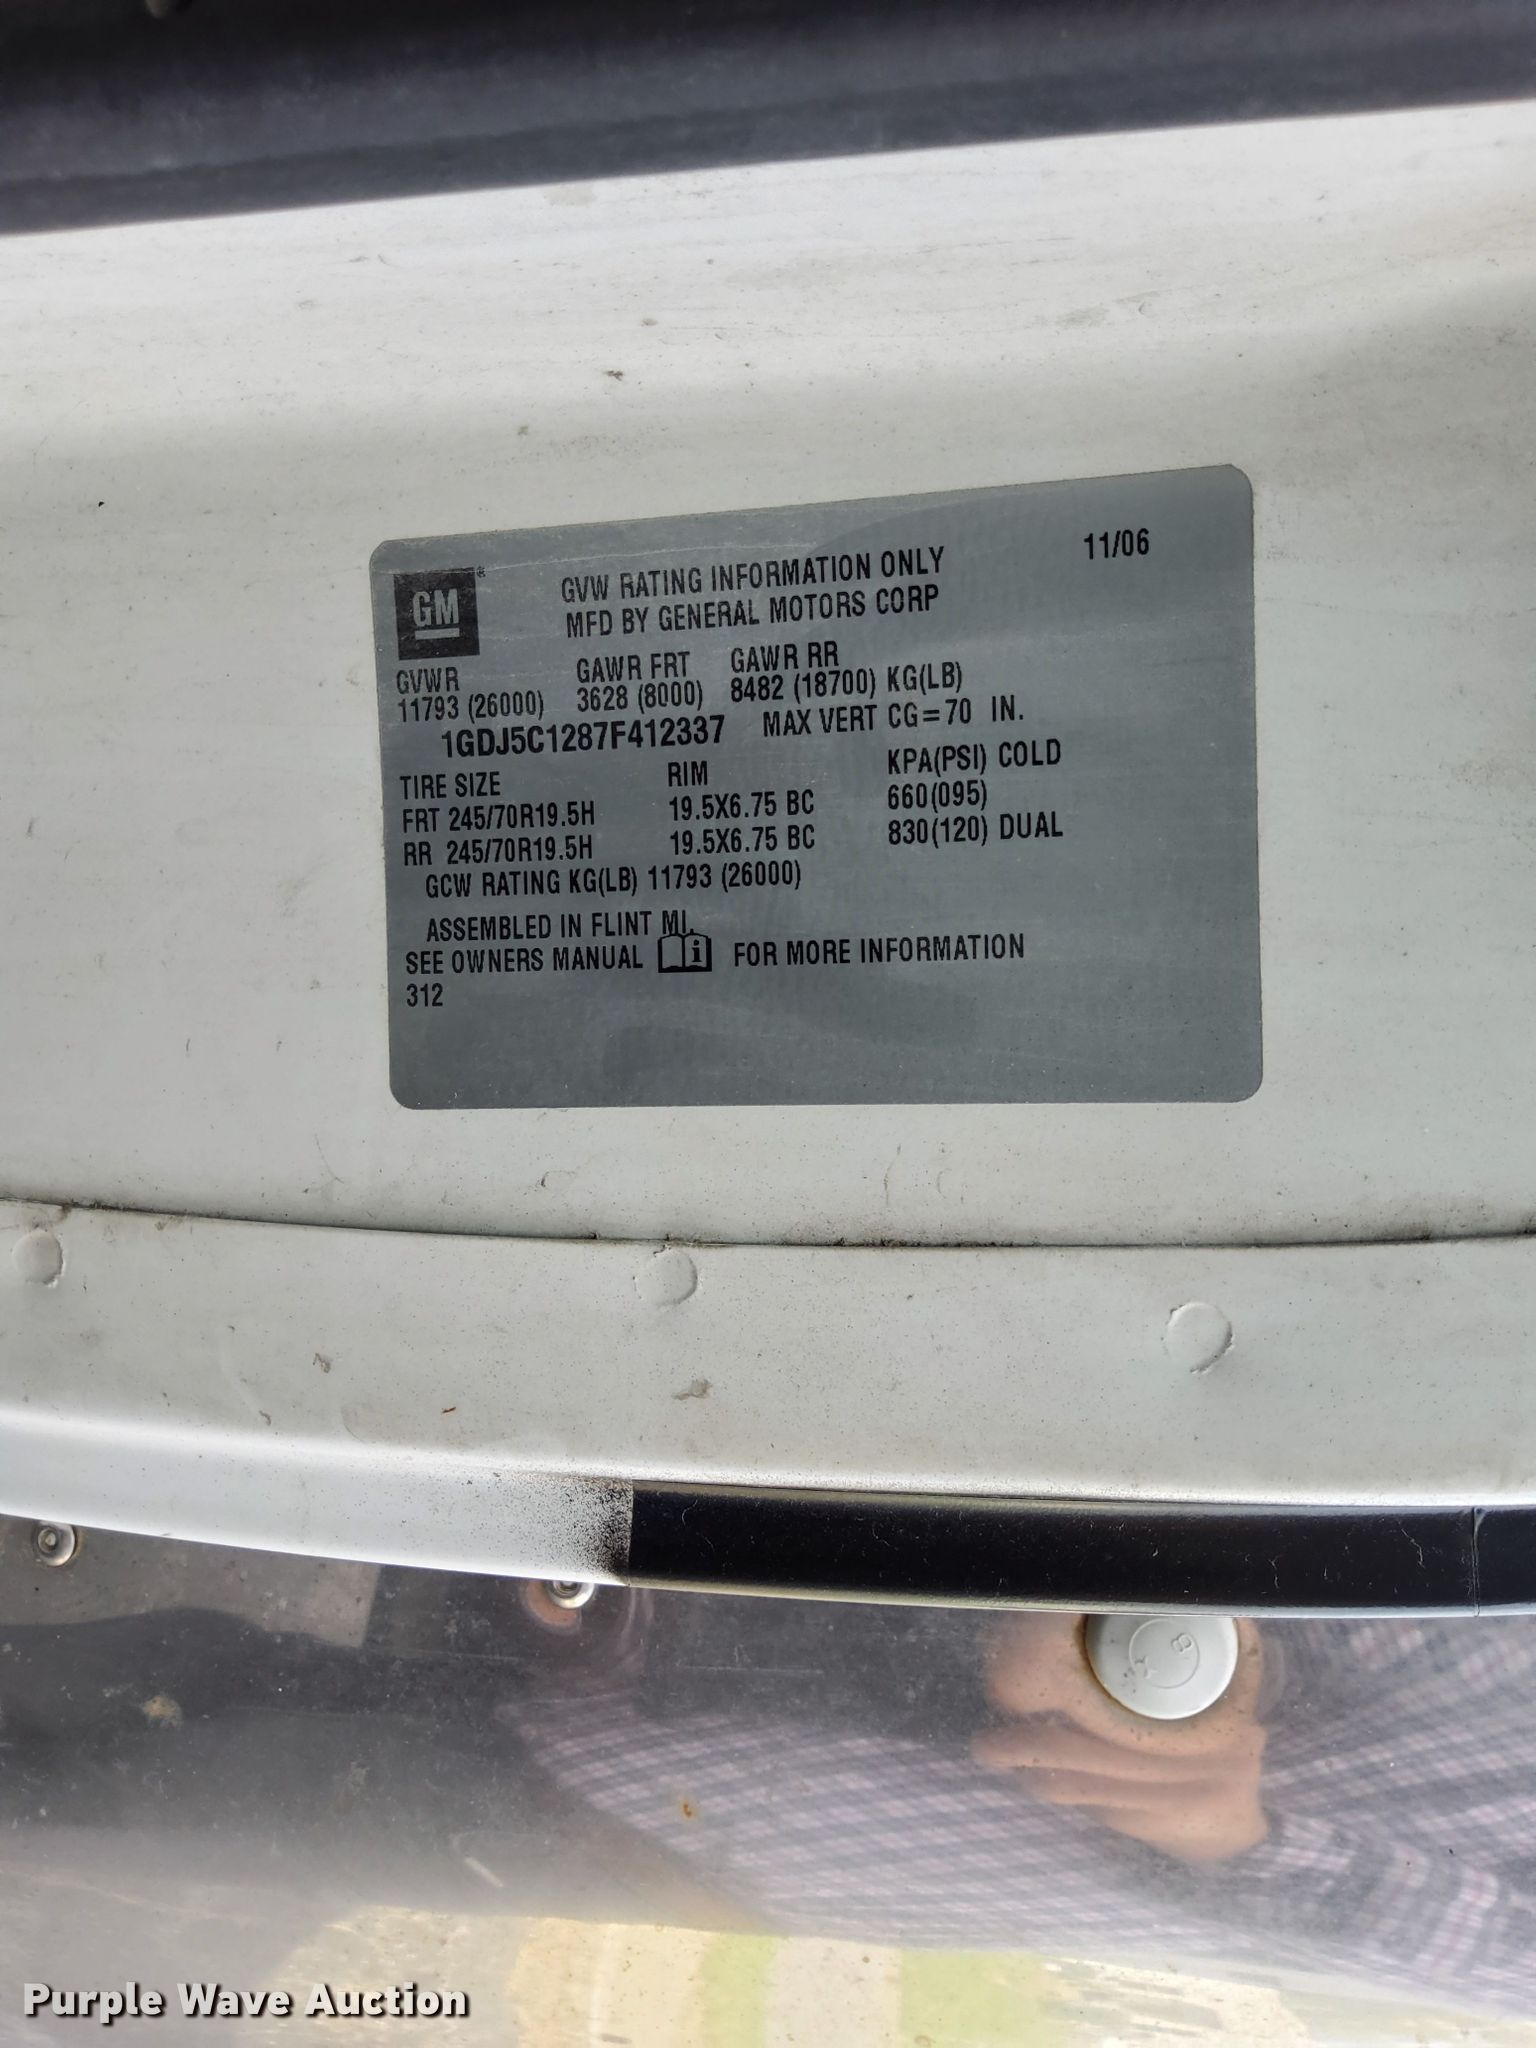 GM® GVW RATING INFORMATION ONLY 11/06
MFD BY GENERAL MOTORS CORP
GVWR GAWR FRT GAWR RR
11793 (26000) 3628 (8000) 8482 (18700) KG(LB)
1GDJ5C1287F412337 MAX VERT CG=70 IN.
TIRE SIZE RIM KPA(PSI) COLD
FRT 245/70R19.5H 19.5X6.75 BC 660(095)
RR 245/70R19.5H 19.5X6.75 BC 830(120) DUAL
GCW RATING KG(LB) 11793 (26000)
ASSEMBLED IN FLINT MI.
SEE OWNERS MANUAL i FOR MORE INFORMATION
312
8
Purple Wave Auction